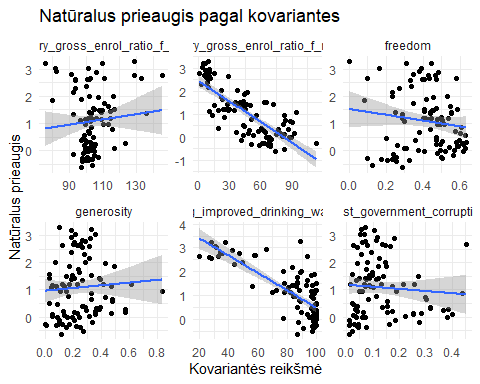 Natūralus prieaugis pagal kovariantes
ry_gross_enrol_ratio_f_ y_gross_enrol_ratio_f_r freedom
3
2
1
0
90 110 130
3
2
1
0
-1
0 30 60 90
3
2
1
0
0.0 0.2 0.4 0.6
generosity _improved_drinking_wa st_government_corrupti
3
2
1
0
0.0 0.2 0.4 0.6 0.8
4
3
2
1
0
20 40 60 80 100
3
2
1
0
0.0 0.1 0.2 0.3 0.4
Natūralus prieaugis
Kovariantės reikšmė